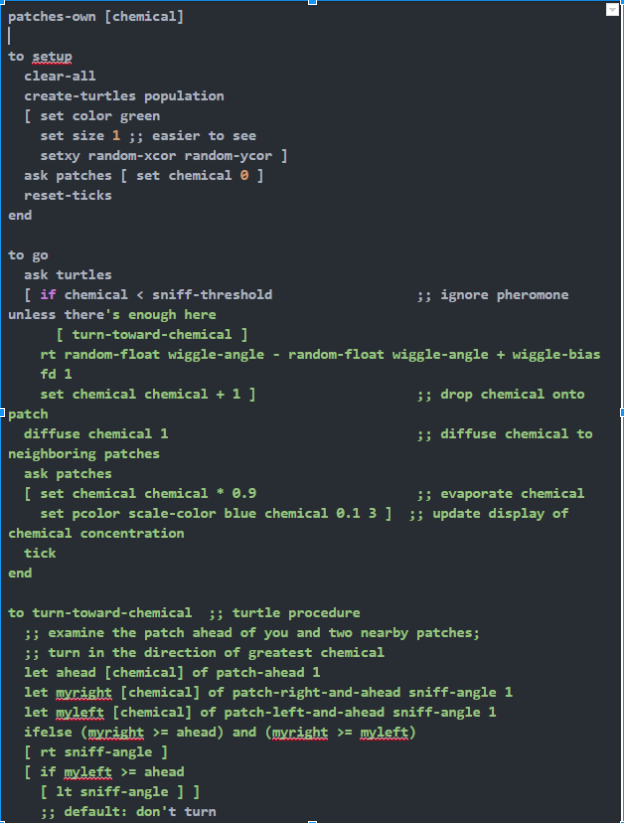 patches-own [chemical]
to setup
  clear-all
  create-turtles population
  [ set color green
    set size 1 ;; easier to see
    setxy random-xcor random-ycor ]
  ask patches [ set chemical 0 ]
  reset-ticks
end
to go
  ask turtles
  [ if chemical < sniff-threshold                  ;; ignore pheromone
unless there's enough here
      [ turn-toward-chemical ]
    rt random-float wiggle-angle - random-float wiggle-angle + wiggle-bias
    fd 1
    set chemical chemical + 1 ]                    ;; drop chemical onto
patch
  diffuse chemical 1                               ;; diffuse chemical to
neighboring patches
  ask patches
  [ set chemical chemical * 0.9                    ;; evaporate chemical
    set pcolor scale-color blue chemical 0.1 3 ]  ;; update display of
chemical concentration
  tick
end
to turn-toward-chemical  ;; turtle procedure
  ;; examine the patch ahead of you and two nearby patches;
  ;; turn in the direction of greatest chemical
  let ahead [chemical] of patch-ahead 1
  let myright [chemical] of patch-right-and-ahead sniff-angle 1
  let myleft [chemical] of patch-left-and-ahead sniff-angle 1
  ifelse (myright >= ahead) and (myright >= myleft)
  [ rt sniff-angle ]
  [ if myleft >= ahead
    [ lt sniff-angle ] ]
    ;; default: don't turn